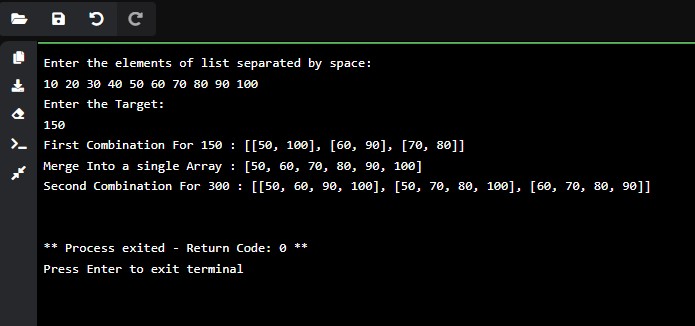 Enter the elements of list separated by space:
10 20 30 40 50 60 70 80 90 100
Enter the Target:
150
First Combination For 150 : [[50, 100], [60, 90], [70, 80]]
Merge Into a single Array : [50, 60, 70, 80, 90, 100]
Second Combination For 300 : [[50, 60, 90, 100], [50, 70, 80, 100], [60, 70, 80, 90]]
** Process exited - Return Code: 0 **
Press Enter to exit terminal